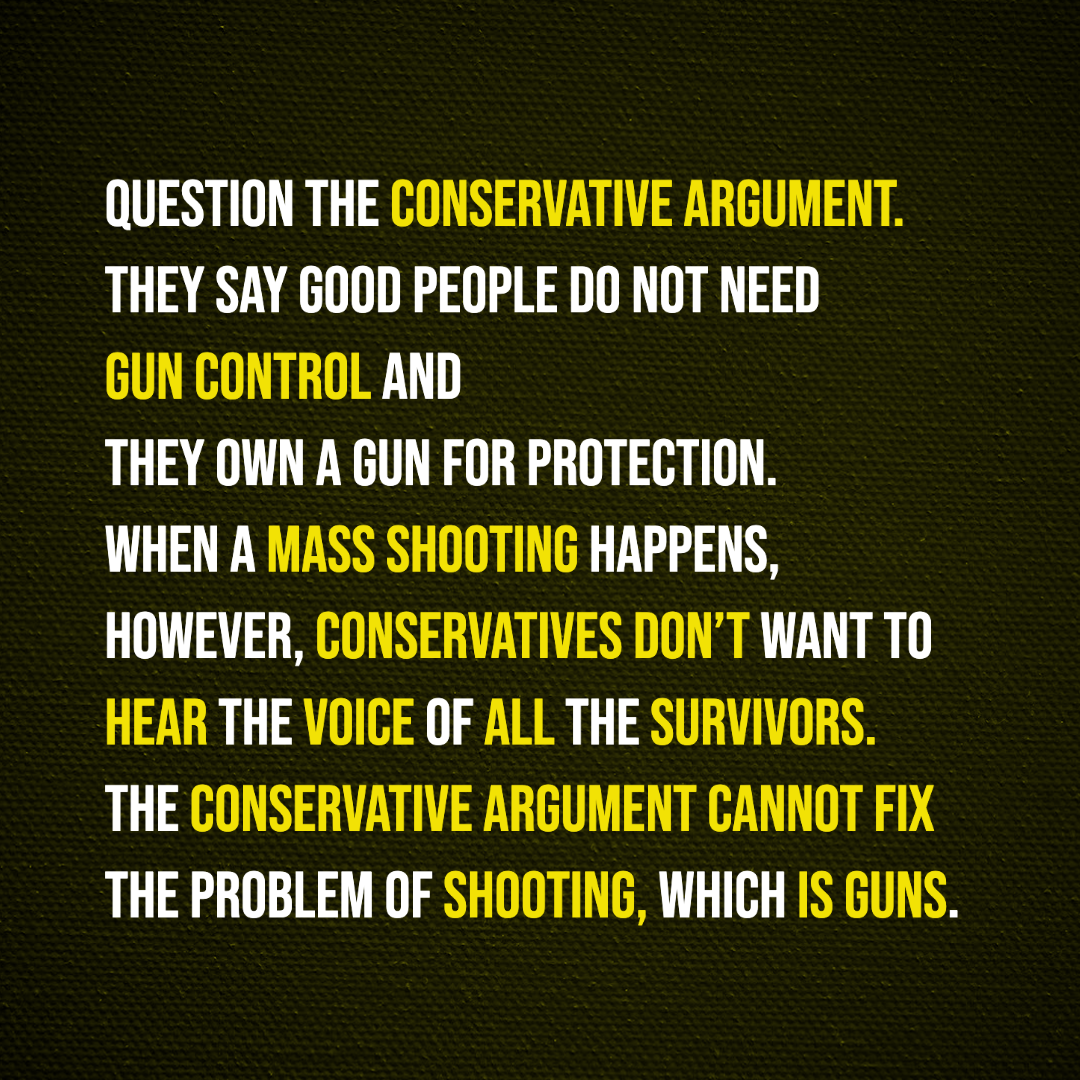 QUESTION THE CONSERVATIVE ARGUMENT.
THEY SAY GOOD PEOPLE DO NOT NEED
GUN CONTROL AND
THEY OWN A GUN FOR PROTECTION.
WHEN A MASS SHOOTING HAPPENS,
HOWEVER, CONSERVATIVES DON’T WANT TO
HEAR THE VOICE OF ALL THE SURVIVORS.
THE CONSERVATIVE ARGUMENT CANNOT FIX
THE PROBLEM OF SHOOTING, WHICH IS GUNS.